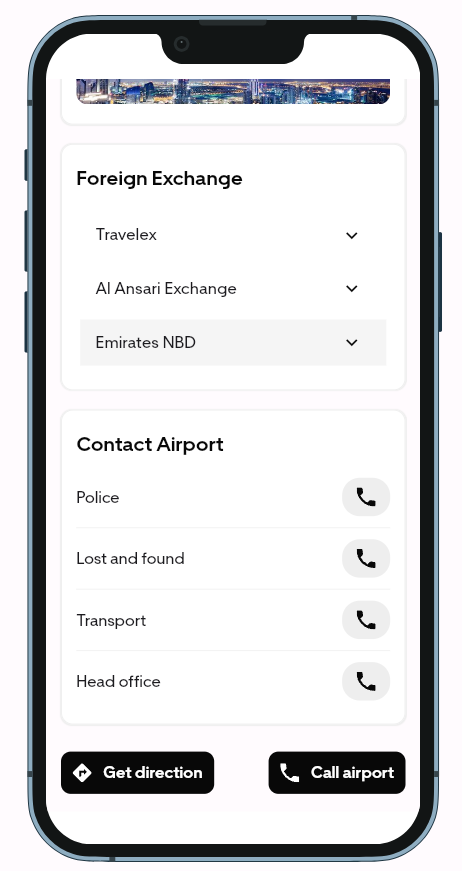 Foreign Exchange
Travelex
Al Ansari Exchange
Emirates NBD
Contact Airport
Police
Lost and found
Transport
Head office
Get direction
Call airport